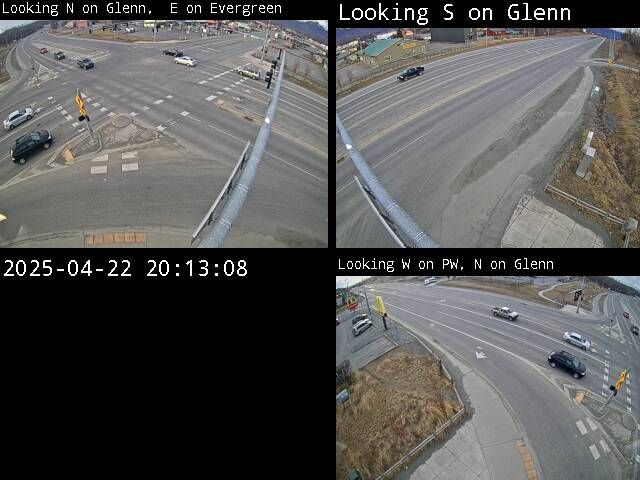 Looking N on Glenn,  E on Evergreen
Looking S on Glenn
2025-04-22 20:13:08
Looking W on PW, N on Glenn